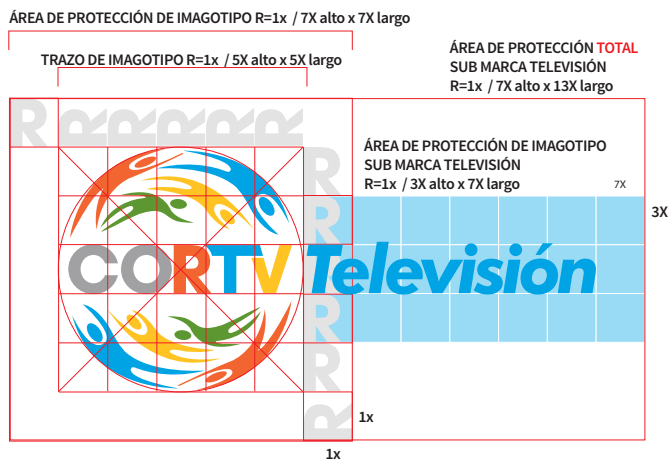 ÁREA DE PROTECCIÓN DE IMAGOTIPO R=1x / 7X alto x 7X largo
TRAZO DE IMAGOTIPO R=1x / 5X alto x 5X largo
ÁREA DE PROTECCIÓN TOTAL
SUB MARCA TELEVISIÓN
R=1x / 7X alto x 13X largo
R RRRRR
R
ÁREA DE PROTECCIÓN DE IMAGOTIPO
SUB MARCA TELEVISIÓN
R=1x / 3X alto x 7X largo
7X
R
3X
CORTV Televisión
R
R
R
1x
1x